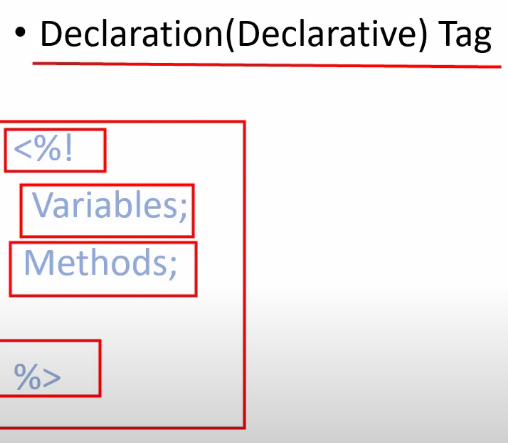 • Declaration(Declarative) Tag
<%!
Variables;
Methods;
%>